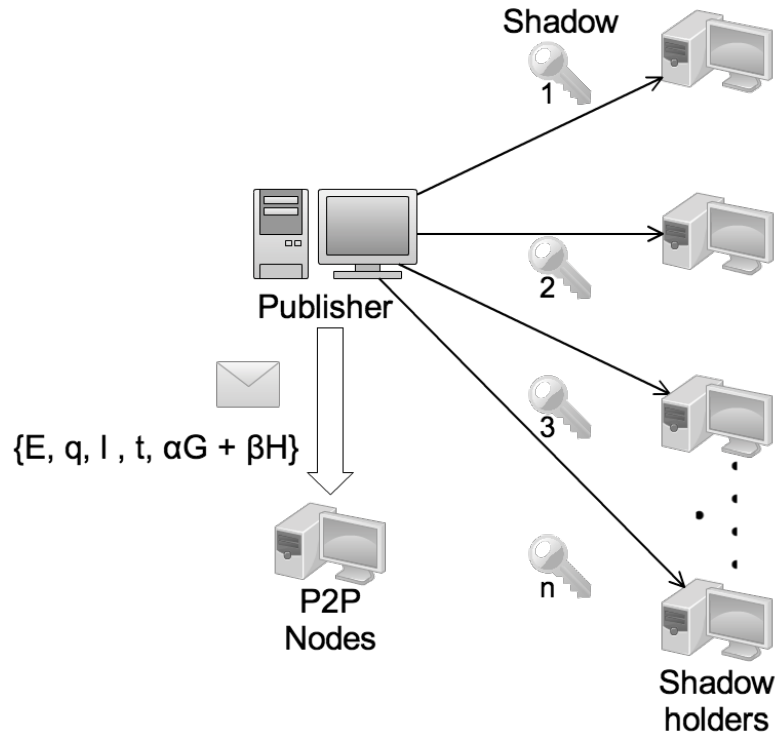 Shadow
1
Publisher
2
{E, q, I , t, αG + βH}
3
P2P
Nodes
n
Shadow
holders